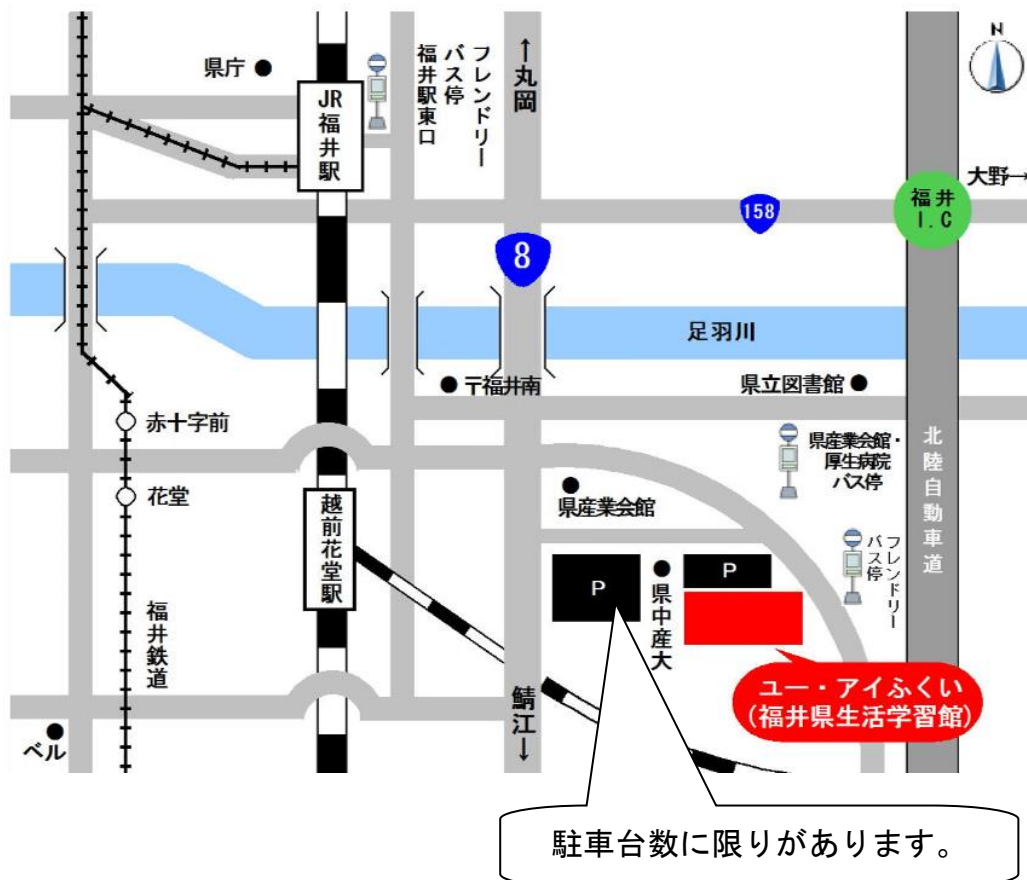 N
県庁
JR福井駅
福井駅東口
バス停
フレンドリー
↑丸岡
大野→
福井
I.C
158
8
足羽川
〒福井南
県立図書館
赤十字前
花堂
越前花堂駅
県産業会館
県産業会館・
厚生病院
バス停
北陸自動車道
フレンドリー
バス停
P
P
県中産大
福井鉄道
ユー・アイふくい
(福井県生活学習館)
鯖江↓
ベル
駐車台数に限りがあります。